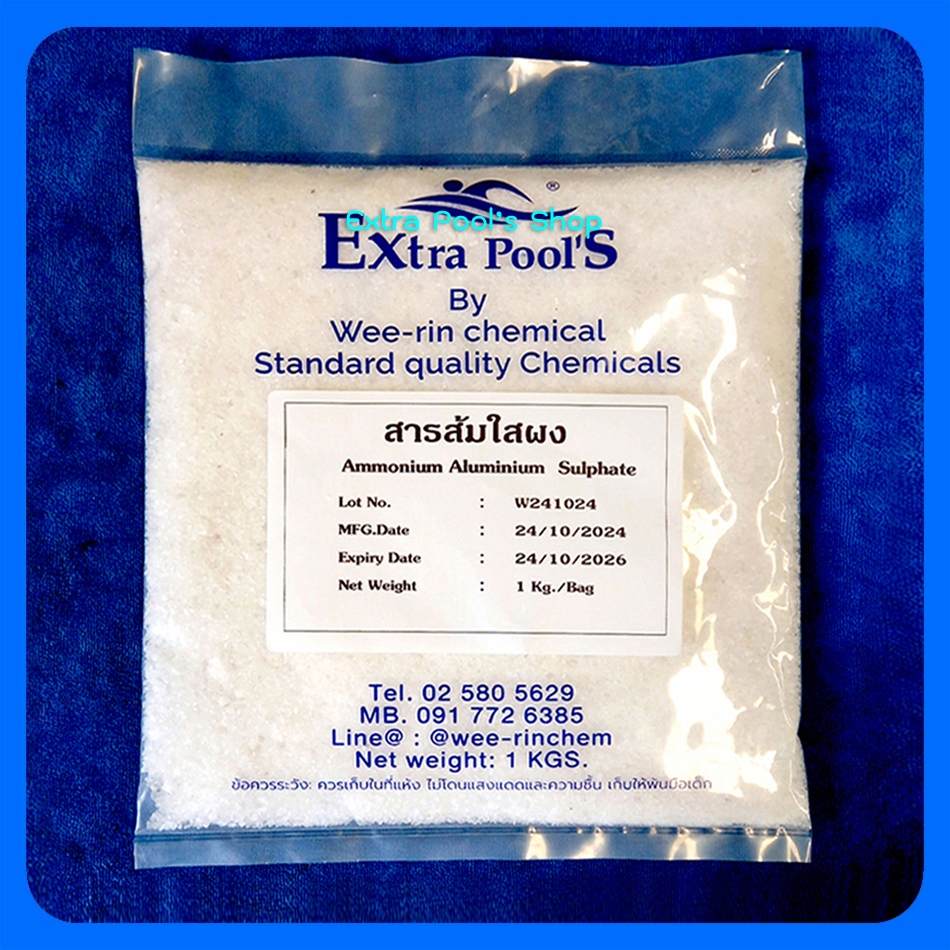 ®
Extra Pool's Shop
EXtra Pool's
By
Wee-rin chemical
Standard quality Chemicals
สารส้มใสผง
Ammonium Aluminium Sulphate
Lot No. : W241024
MFG.Date : 24/10/2024
Expiry Date : 24/10/2026
Net Weight : 1 Kg./Bag
Tel. 02 580 5629
MB. 091 772 6385
Line@ : @wee-rinchem
Net weight: 1 KGS.
ข้อควรระวัง: ควรเก็บในที่แห้ง ไม่โดนแสงแดดและความชื้น เก็บให้พ้นมือเด็ก